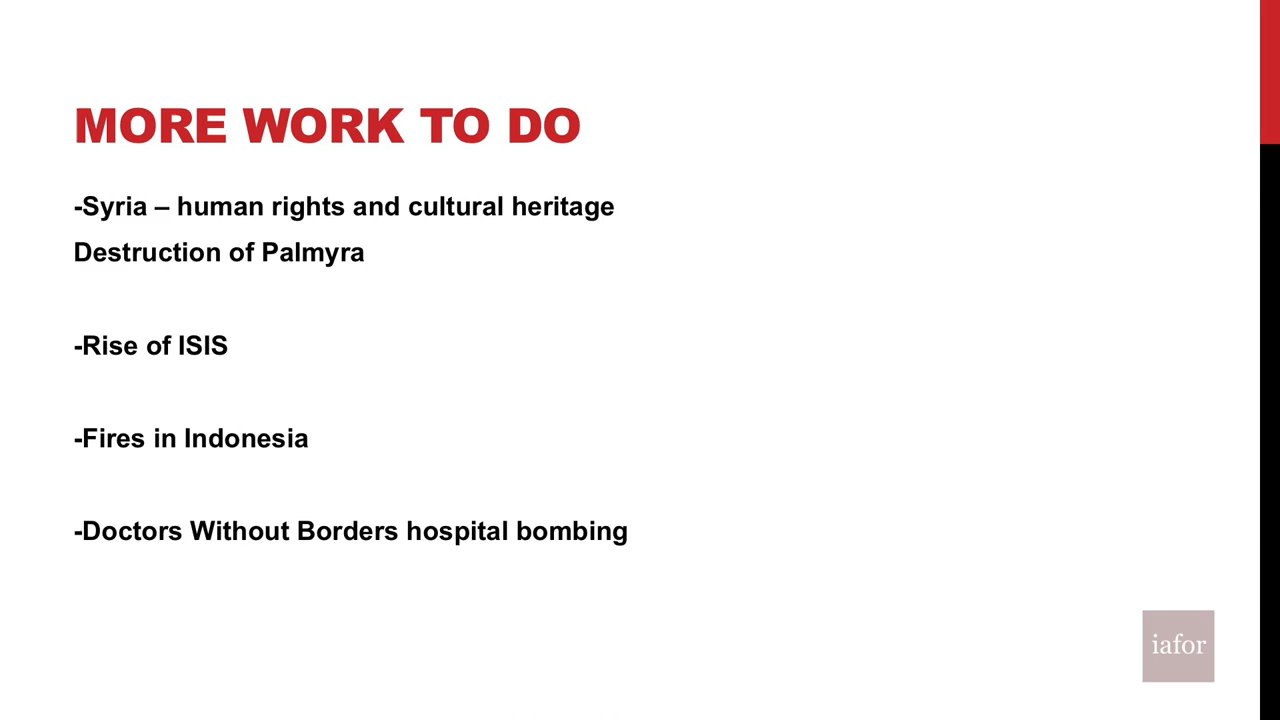 MORE WORK TO DO
-Syria – human rights and cultural heritage
Destruction of Palmyra
-Rise of ISIS
-Fires in Indonesia
-Doctors Without Borders hospital bombing
iafor